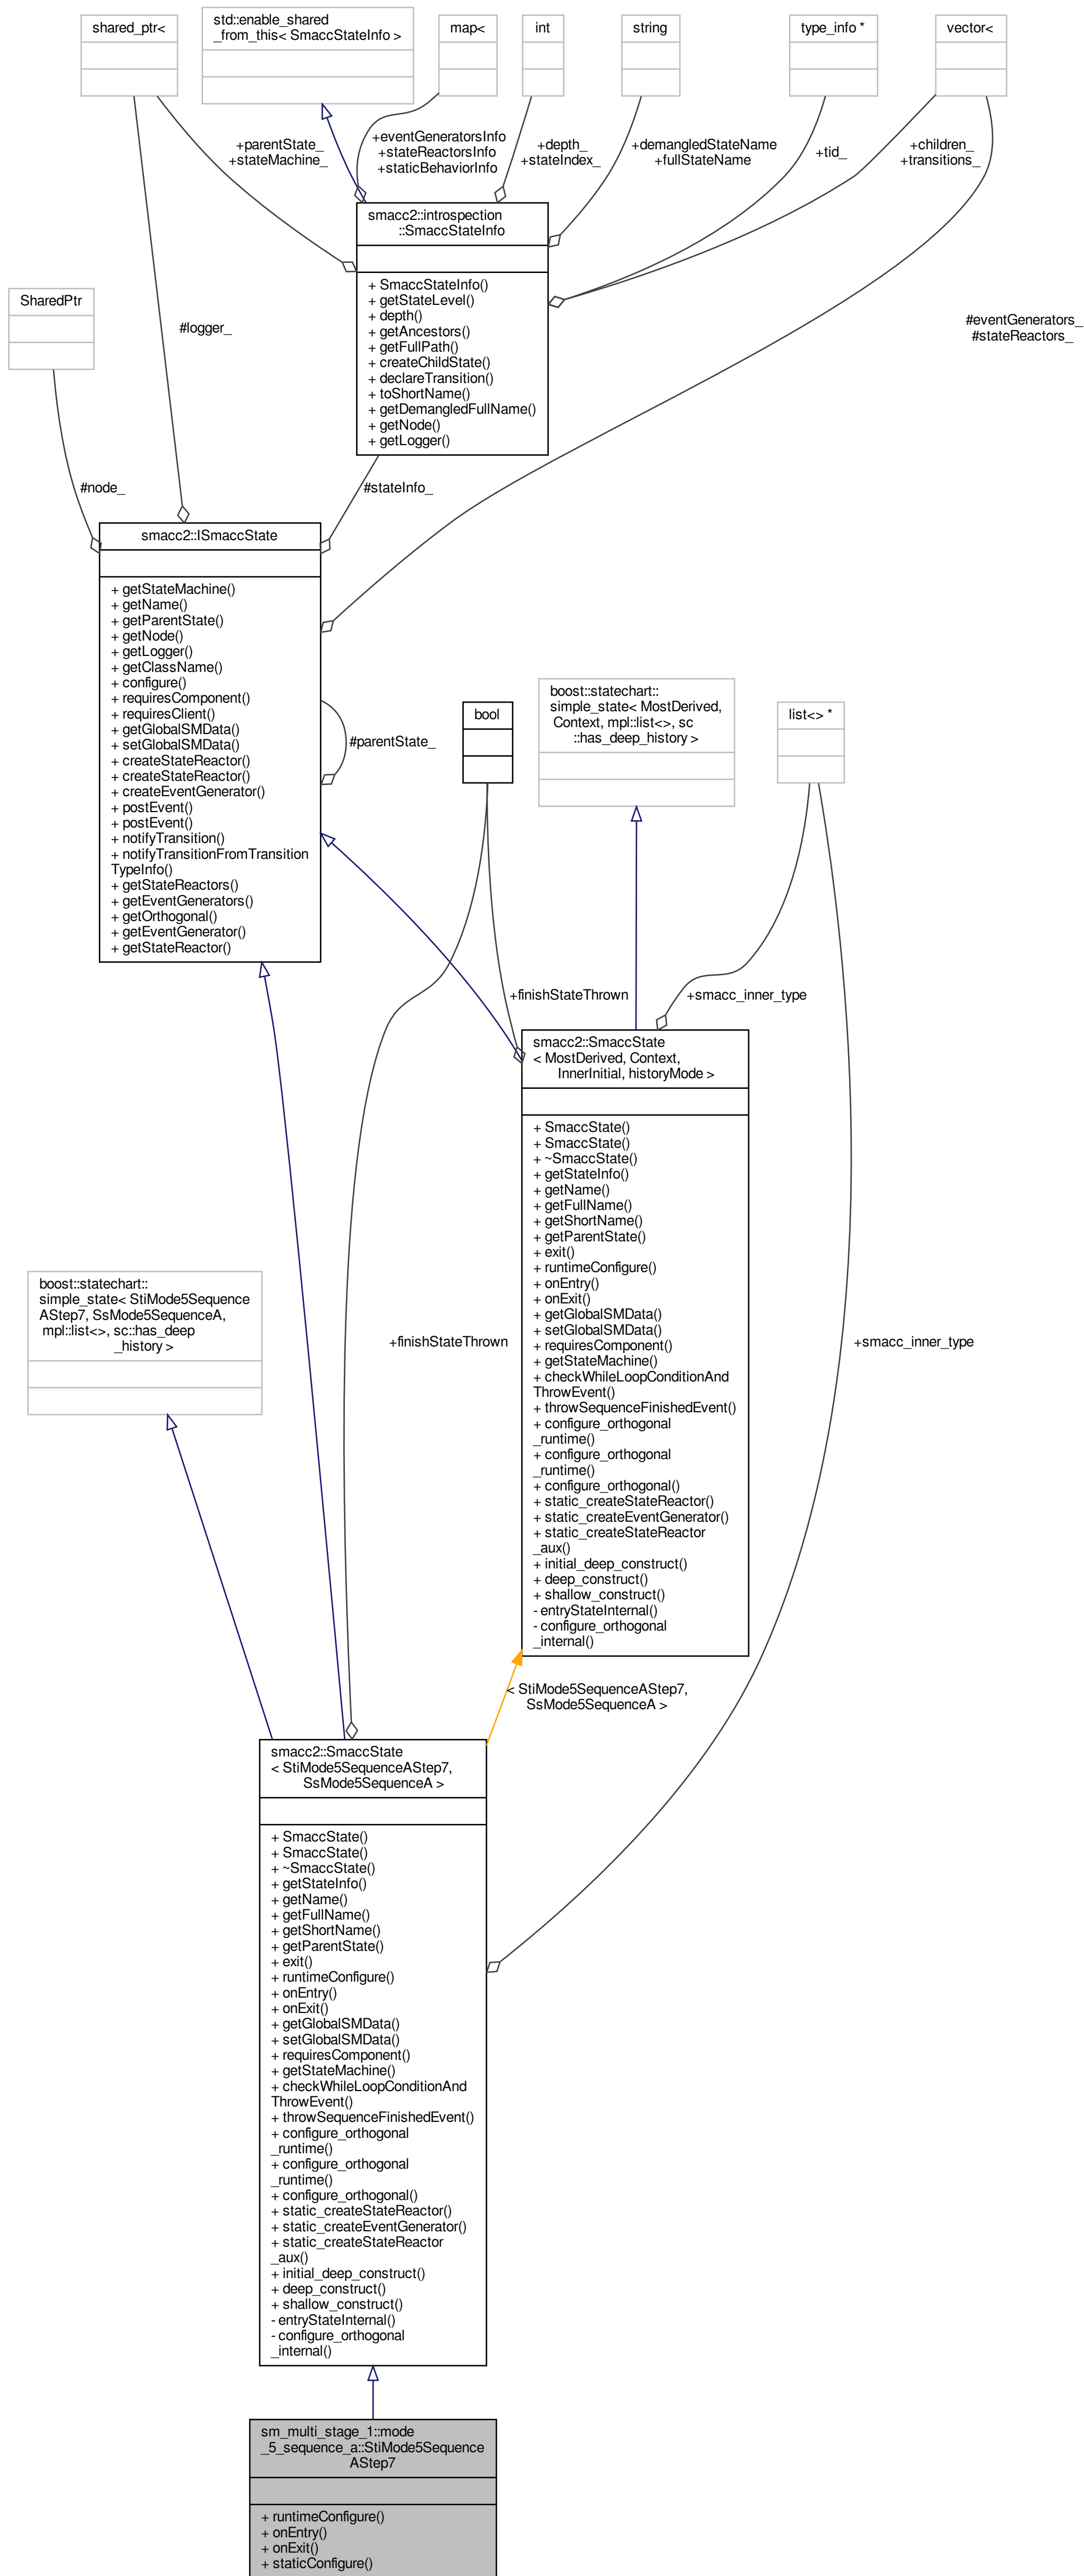 shared_ptr<
std::enable_shared
_from_this< SmaccStateInfo >
map<
int
string
type_info *
vector<
+parentState_
+stateMachine_
+eventGeneratorsInfo
+stateReactorsInfo
+staticBehaviorInfo
+depth_
+stateIndex_
+demangledStateName
+fullStateName
+tid_
+children_
+transitions_
smacc2::introspection
::SmaccStateInfo
+ SmaccStateInfo()
+ getStateLevel()
+ depth()
+ getAncestors()
+ getFullPath()
+ createChildState()
+ declareTransition()
+ toShortName()
+ getDemangledFullName()
+ getNode()
+ getLogger()
SharedPtr
#logger_
#eventGenerators_
#stateReactors_
#node_
#stateInfo_
smacc2::ISmaccState
+ getStateMachine()
+ getName()
+ getParentState()
+ getNode()
+ getLogger()
+ getClassName()
+ configure()
+ requiresComponent()
+ requiresClient()
+ getGlobalSMData()
+ setGlobalSMData()
+ createStateReactor()
+ createStateReactor()
+ createEventGenerator()
+ postEvent()
+ postEvent()
+ notifyTransition()
+ notifyTransitionFromTransition
TypeInfo()
+ getStateReactors()
+ getEventGenerators()
+ getOrthogonal()
+ getEventGenerator()
+ getStateReactor()
#parentState_
bool
boost::statechart::
simple_state< MostDerived,
Context, mpl::list<>, sc
::has_deep_history >
list<> *
+finishStateThrown
+smacc_inner_type
smacc2::SmaccState
< MostDerived, Context,
InnerInitial, historyMode >
+ SmaccState()
+ SmaccState()
+ ~SmaccState()
+ getStateInfo()
+ getName()
+ getFullName()
+ getShortName()
+ getParentState()
+ exit()
+ runtimeConfigure()
+ onEntry()
+ onExit()
+ getGlobalSMData()
+ setGlobalSMData()
+ requiresComponent()
+ getStateMachine()
+ checkWhileLoopConditionAnd
ThrowEvent()
+ throwSequenceFinishedEvent()
+ configure_orthogonal
_runtime()
+ configure_orthogonal
_runtime()
+ configure_orthogonal()
+ static_createStateReactor()
+ static_createEventGenerator()
+ static_createStateReactor
_aux()
+ initial_deep_construct()
+ deep_construct()
+ shallow_construct()
- entryStateInternal()
- configure_orthogonal
_internal()
boost::statechart::
simple_state< StiMode5Sequence
AStep7, SsMode5SequenceA,
mpl::list<>, sc::has_deep
_history >
+finishStateThrown
+smacc_inner_type
< StiMode5SequenceAStep7,
SsMode5SequenceA >
smacc2::SmaccState
< StiMode5SequenceAStep7,
SsMode5SequenceA >
+ SmaccState()
+ SmaccState()
+ ~SmaccState()
+ getStateInfo()
+ getName()
+ getFullName()
+ getShortName()
+ getParentState()
+ exit()
+ runtimeConfigure()
+ onEntry()
+ onExit()
+ getGlobalSMData()
+ setGlobalSMData()
+ requiresComponent()
+ getStateMachine()
+ checkWhileLoopConditionAnd
ThrowEvent()
+ throwSequenceFinishedEvent()
+ configure_orthogonal
_runtime()
+ configure_orthogonal
_runtime()
+ configure_orthogonal()
+ static_createStateReactor()
+ static_createEventGenerator()
+ static_createStateReactor
_aux()
+ initial_deep_construct()
+ deep_construct()
+ shallow_construct()
- entryStateInternal()
- configure_orthogonal
_internal()
sm_multi_stage_1::mode
_5_sequence_a::StiMode5Sequence
AStep7
+ runtimeConfigure()
+ onEntry()
+ onExit()
+ staticConfigure()